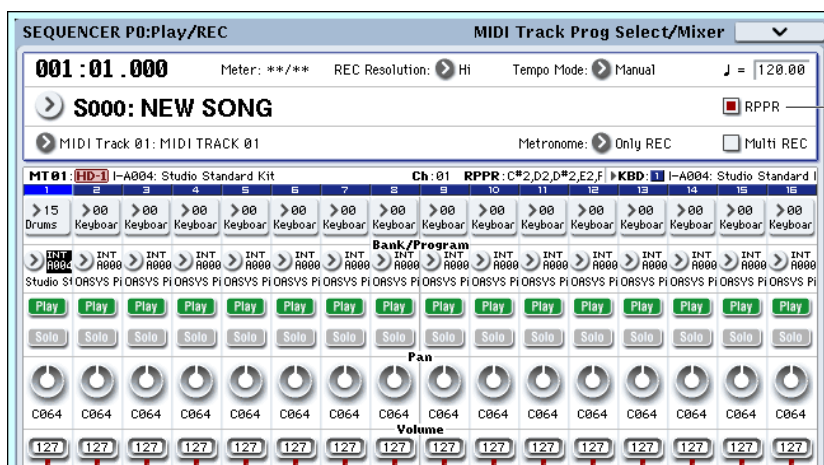 SEQUENCER P0:Play/REC MIDI Track Prog Select/Mixer
001:01.000 Meter: **/** REC Resolution: Hi Tempo Mode: Manual ♩ = 120.00
S000: NEW SONG RPPR
MIDI Track 01: MIDI TRACK 01 Metronome: Only REC Multi REC
MT01: HD-1 I-A004: Studio Standard Kit Ch:01 RPPR:C#2,D2,D#2,E2,F KBD: 1 I-A004: Studio Standard
1 2 3 4 5 6 7 8 9 10 11 12 13 14 15 16
15 00 00 00 00 00 00 00 00 00 00 00 00 00 00 00
Drums Keyboar Keyboar Keyboar Keyboar Keyboar Keyboar Keyboar Keyboar Keyboar Keyboar Keyboar Keyboar Keyboar Keyboar Keyboar
Bank/Program
INT INT INT INT INT INT INT INT INT INT INT INT INT INT INT INT
A004 A000 A000 A000 A000 A000 A000 A000 A000 A000 A000 A000 A000 A000 A000 A000
Studio St OASYS Pi OASYS Pi OASYS Pi OASYS Pi OASYS Pi OASYS Pi OASYS Pi OASYS Pi OASYS Pi OASYS Pi OASYS Pi OASYS Pi OASYS Pi OASYS Pi OASYS Pi
Play Play Play Play Play Play Play Play Play Play Play Play Play Play Play Play
Solo Solo Solo Solo Solo Solo Solo Solo Solo Solo Solo Solo Solo Solo Solo Solo
Pan
C064 C064 C064 C064 C064 C064 C064 C064 C064 C064 C064 C064 C064 C064 C064 C064
Volume
127 127 127 127 127 127 127 127 127 127 127 127 127 127 127 127